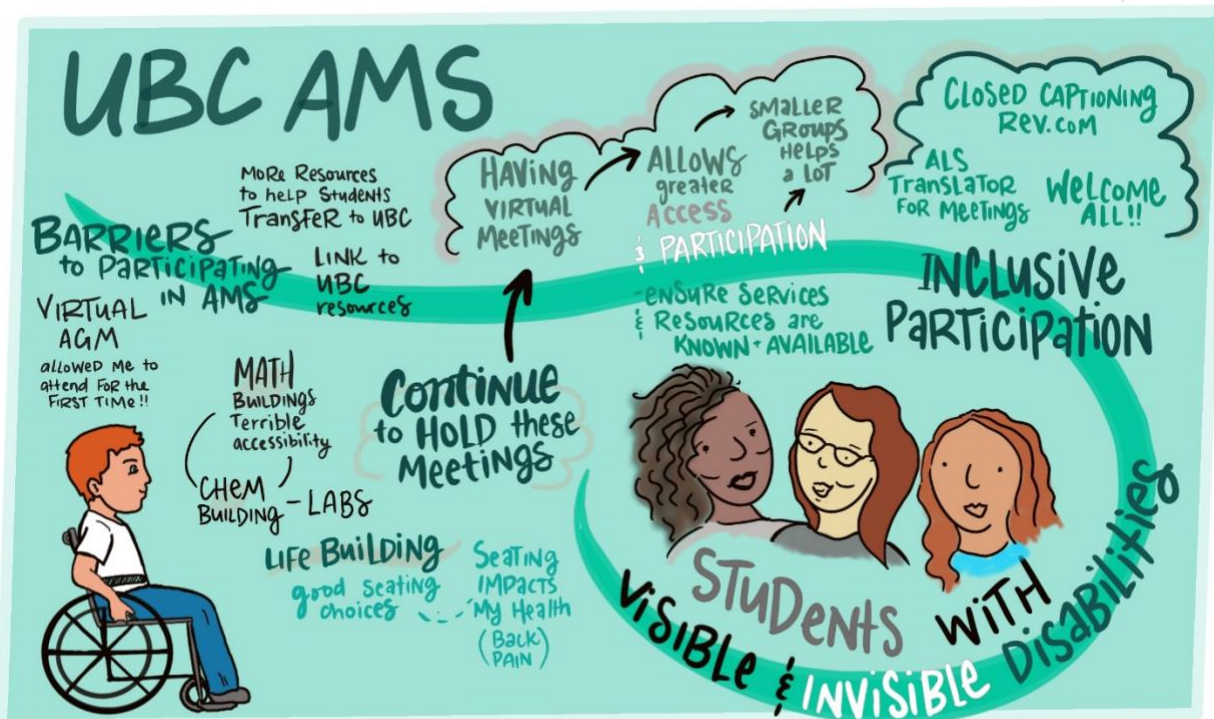 UBC AMS
BARRIERS
to PARTiCiPATiNG
iN AMS
MoRe Resources
to help Students
TransfeR to UBC
LiNK to
UBC
resources
ViRTUAL
AGM
allowed Me to
attend FoR the
FiRST TiMe!!
MATH
BuiLDiNGS
Terrible
accessibility
CHEM
BUiLDiNG - LABS
LiFE BuilDiNG
good seating
choices
Seating
iMPACTS
My Health
(BacK
PAiN)
CoNTiNUE
to HOLD these
MeetiNgS
HAViNg
ViRTUAL
MeetiNgS
ALLOWS
greater
Access
& PARTiCiPATiON
SMaLLeR
GROUPS
HeLPS
a LoT
-eNSuRe SeRViceS
& ResouRces aRe
KNOWN + AVAiLABLE
CLoSeD CAPTiONiNG
ReV.coM
ALS
TranSLaToR
FoR MeetiNgS
WeLcoMe
ALL!!
iNCLUSiVe
PaRTiCiPaTiON
STuDeNtS
WiTH
ViSiBLe & iNViSiBLe DiSaBiLiTieS